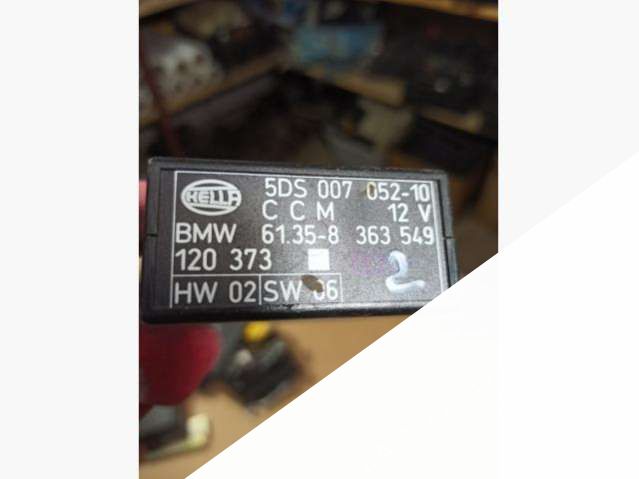 HELLA 5DS 007 052-10
C C M 12 V
BMW 61.35-8 363 549
120 373 2
HW 02 SW 06